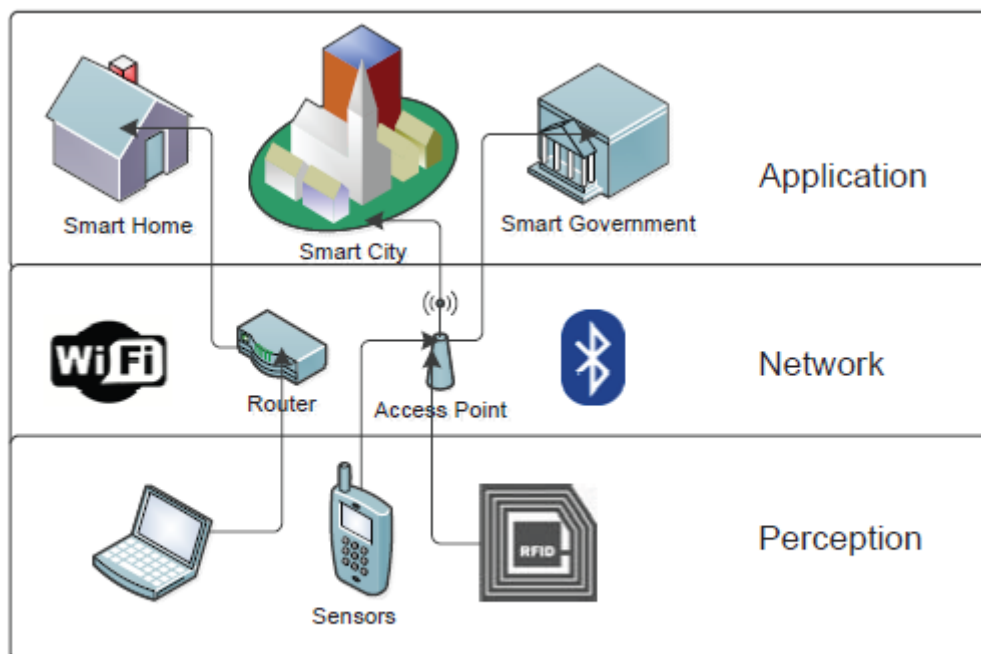 Smart Home
Smart City
Smart Government
Application
WiFi
Router
Access Point
Network
RFID
Sensors
Perception